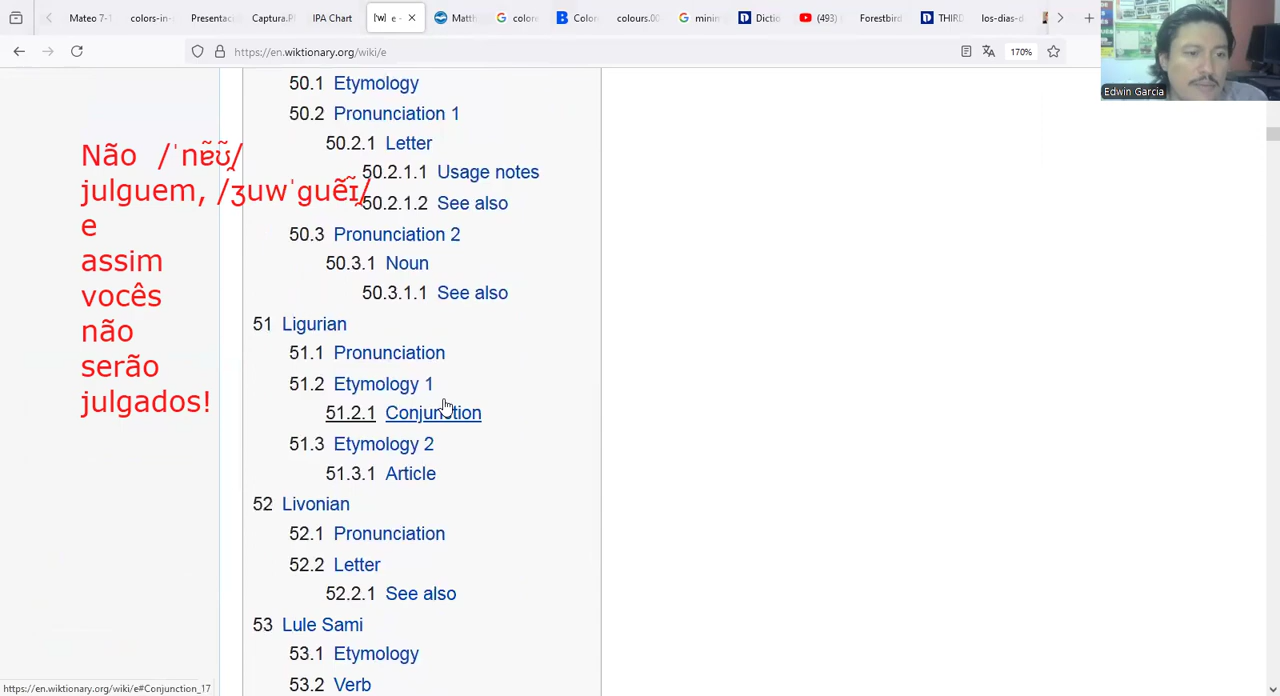 Mateo 7-1 colors-in- Presentac Captura.P IPA Chart [w] e - Matth colore Color colours.00 minin Dictio (493) Forestbird THIRD los-dias-d
https://en.wiktionary.org/wiki/e 170%
Edwin Garcia
50.1 Etymology
50.2 Pronunciation 1
50.2.1 Letter
50.2.1.1 Usage notes
50.2.1.2 See also
50.3 Pronunciation 2
50.3.1 Noun
50.3.1.1 See also
51 Ligurian
51.1 Pronunciation
51.2 Etymology 1
51.2.1 Conjunction
51.3 Etymology 2
51.3.1 Article
52 Livonian
52.1 Pronunciation
52.2 Letter
52.2.1 See also
53 Lule Sami
53.1 Etymology
53.2 Verb
Não /ˈnɐ̃ʊ̯̃/
julguem, /ʒuwˈguẽɪ̯̃/
e
assim
vocês
não
serão
julgados!
https://en.wiktionary.org/wiki/e#Conjunction_17